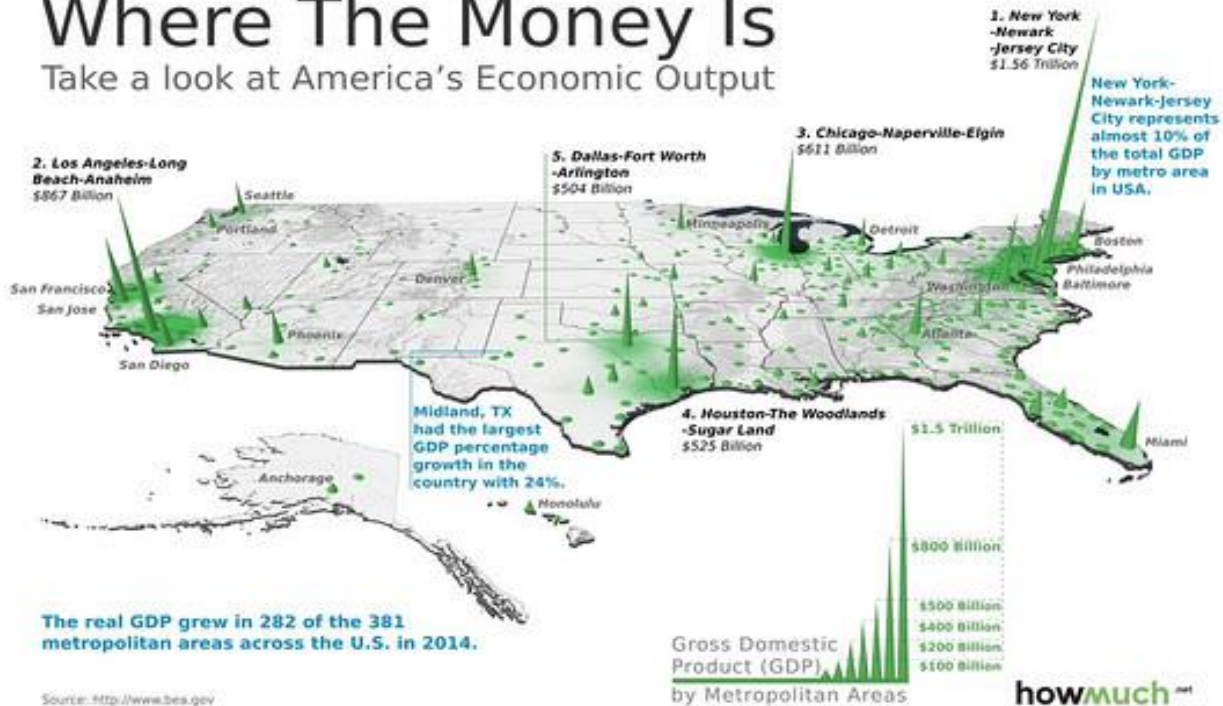 Where The Money Is
Take a look at America's Economic Output
1. New York
-Newark
-Jersey City
$1.56 Trillion
New York-
Newark-Jersey
City represents
almost 10% of
the total GDP
by metro area
in USA.
2. Los Angeles-Long
Beach-Anaheim
$867 Billion
5. Dallas-Fort Worth
-Arlington
$504 Billion
3. Chicago-Naperville-Elgin
$611 Billion
Seattle
Portland
Minneapolis
Detroit
Boston
San Francisco
Denver
Philadelphia
Washington
Baltimore
San Jose
Phoenix
Atlanta
San Diego
Midland, TX
had the largest
GDP percentage
growth in the
country with 24%.
4. Houston-The Woodlands
-Sugar Land
$525 Billion
Miami
Anchorage
Honolulu
$1.5 Trillion
$800 Billion
$500 Billion
$400 Billion
$200 Billion
$100 Billion
The real GDP grew in 282 of the 381
metropolitan areas across the U.S. in 2014.
Gross Domestic
Product (GDP)
by Metropolitan Areas
Source: http://www.bea.gov
howmuch.net